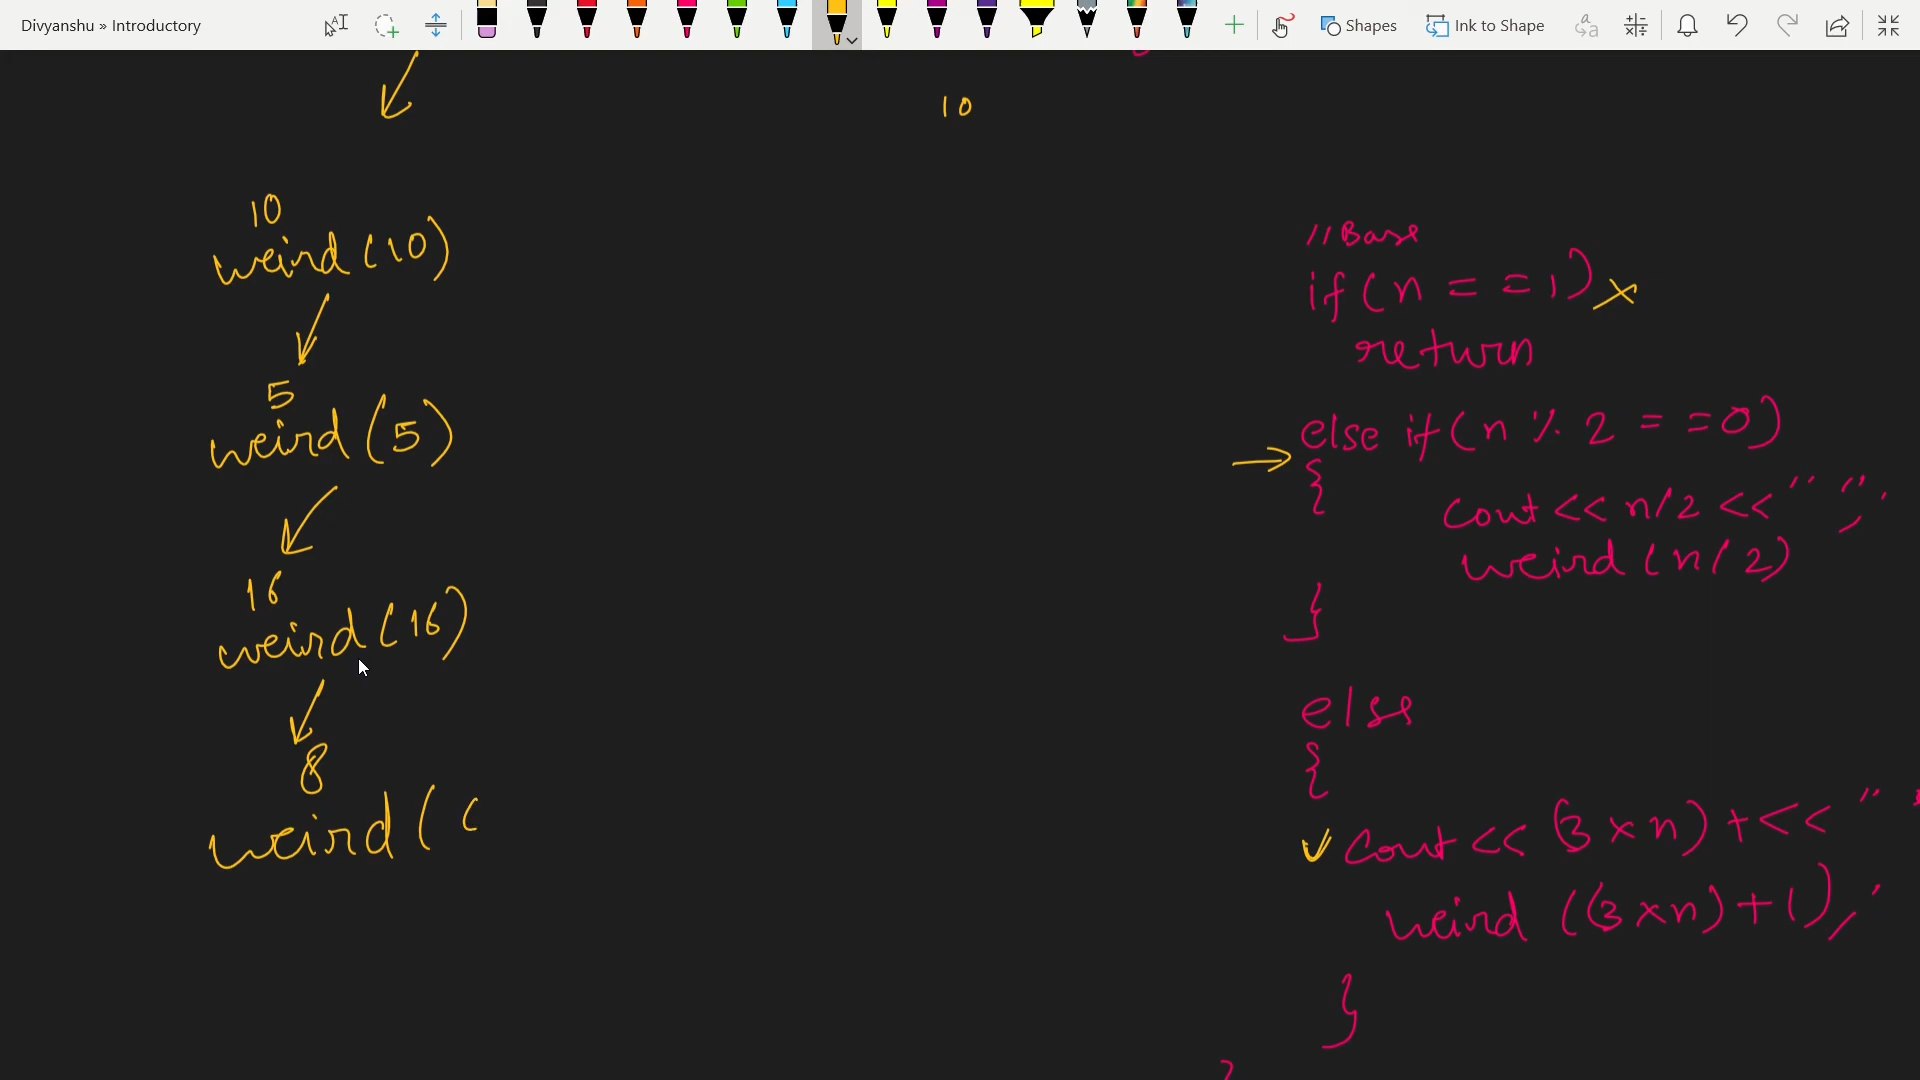 Divyanshu » Introductory
Shapes
Ink to Shape
10
10
weird (10)
5
weird (5)
16
weird (16)
8
weird (
// Base
if (n = = 1) x
return
else if (n % 2 = = 0)
{
cout << n/2 << " ";
weird (n/2)
}
else
{
cout << (3 x n) + << "
weird ((3 x n) + 1);
}